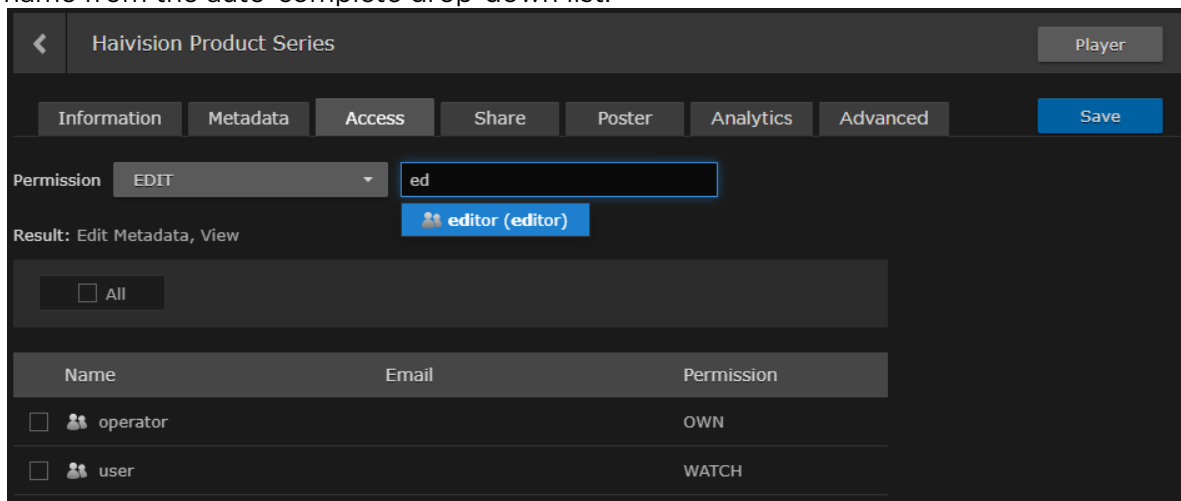 name from the auto-complete drop-down list.
Haivision Product Series
Player
Information Metadata Access Share Poster Analytics Advanced Save
Permission EDIT ed
editor (editor)
Result: Edit Metadata, View
All
Name Email Permission
operator OWN
user WATCH